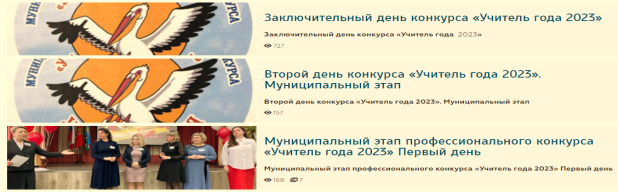 Заключительный день конкурса «Учитель года 2023»
Заключительный день конкурса «Учитель года 2023»
727
Второй день конкурса «Учитель года 2023».
Муниципальный этап
Второй день конкурса «Учитель года 2023». Муниципальный этап
157
Муниципальный этап профессионального конкурса
«Учитель года 2023» Первый день
Муниципальный этап профессионального конкурса «Учитель года 2023» Первый день
168 7